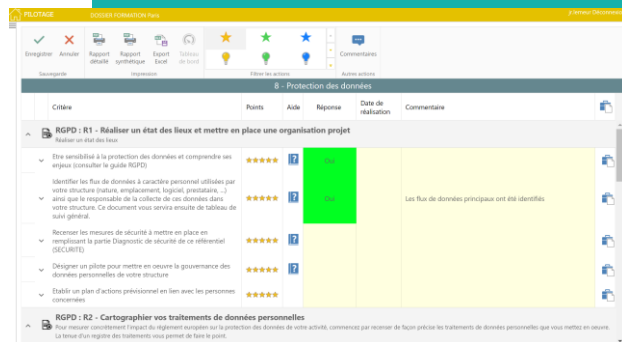 PILOTAGE
DOSSIER FORMATION Paris
Enregistrer
Annuler
Rapport détaillé
Rapport synthétique
Export Excel
Tableau de bord
Commentaires
Sauvegarde
Impression
Filtrer les actions
Autres actions
8 - Protection des données
Critère
Points
Aide
Réponse
Date de réalisation
Commentaire
RGPD : R1 - Réaliser un état des lieux et mettre en place une organisation projet
Réaliser un état des lieux
Etre sensibilisé à la protection des données et comprendre ses
enjeux (consulter le guide RGPD)
Oui
Identifier les flux de données à caractère personnel utilisées par
votre structure (nature, emplacement, logiciel, prestataire, ...)
ainsi que le responsable de la collecte de ces données dans
votre structure. Ce document vous servira ensuite de tableau de
suivi général.
Oui
Les flux de données principaux ont été identifiés
Recenser les mesures de sécurité à mettre en place en
remplissant la partie Diagnostic de sécurité de ce référentiel
(SECURITE)
Désigner un pilote pour mettre en oeuvre la gouvernance des
données personnelles de votre structure
Etablir un plan d'actions prévisionnel en lien avec les personnes
concernées
RGPD : R2 - Cartographier vos traitements de données personnelles
Pour mesurer concrètement l'impact du règlement européen sur la protection des données de votre activité, commencez par recenser de façon précise les traitements de données personnelles que vous mettez en oeuvre.
La tenue d'un registre des traitements vous permet de faire le point.